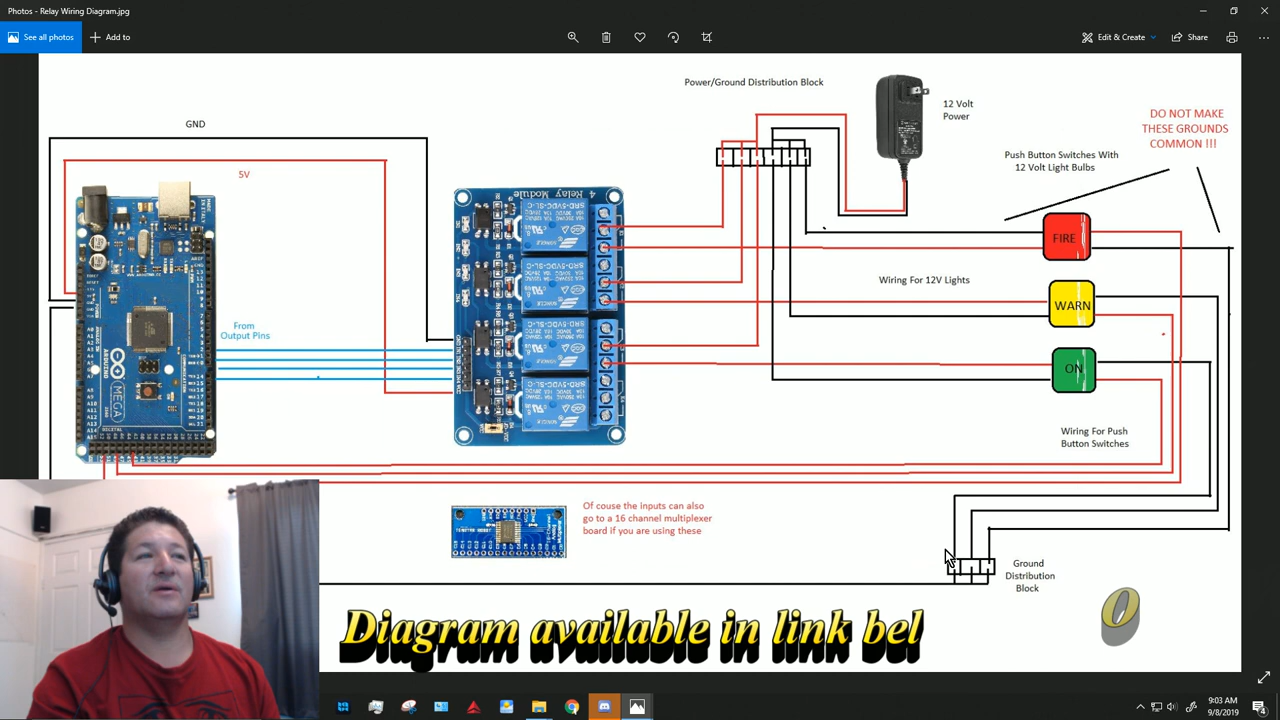 Photos - Relay Wiring Diagram.jpg
See all photos
Add to
Edit & Create
Share
Power/Ground Distribution Block
12 Volt
Power
DO NOT MAKE
THESE GROUNDS
COMMON !!!
GND
Push Button Switches With
12 Volt Light Bulbs
5V
4 Relay Module
FIRE
Wiring For 12V Lights
WARN
From
Output Pins
ON
ARDUINO
MEGA
Wiring For Push
Button Switches
Of couse the inputs can also
go to a 16 channel multiplexer
board if you are using these
Ground
Distribution
Block
Diagram available in link bel
0
9:03 AM
9/8/2019